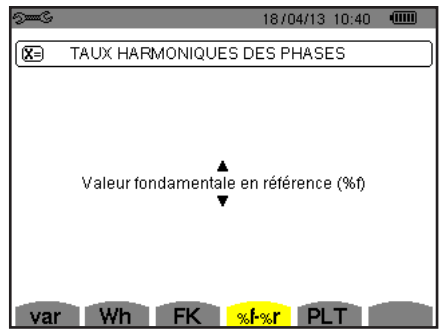 18/04/13 10:40
X= TAUX HARMONIQUES DES PHASES
Valeur fondamentale en référence (%f)
var Wh FK %f-%r PLT